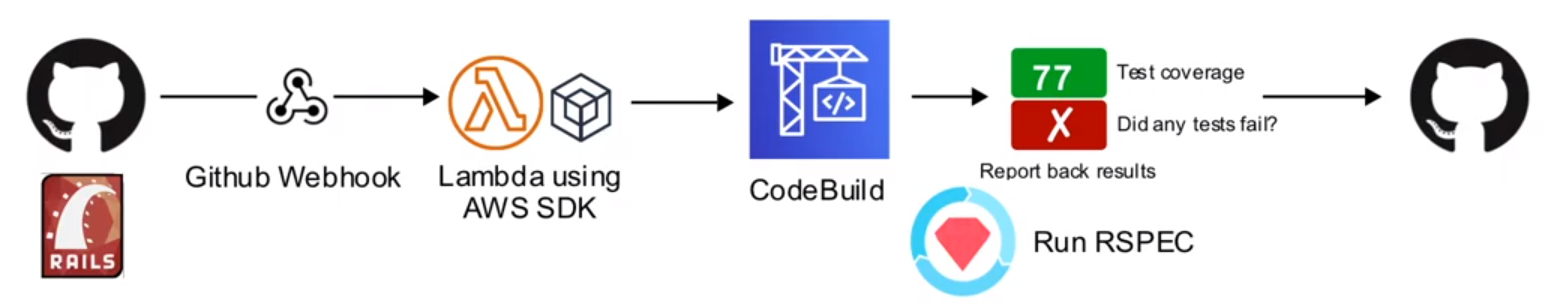 RAILS
Github Webhook
Lambda using
AWS SDK
</>
CodeBuild
77
Test coverage
X
Did any tests fail?
Report back results
Run RSPEC